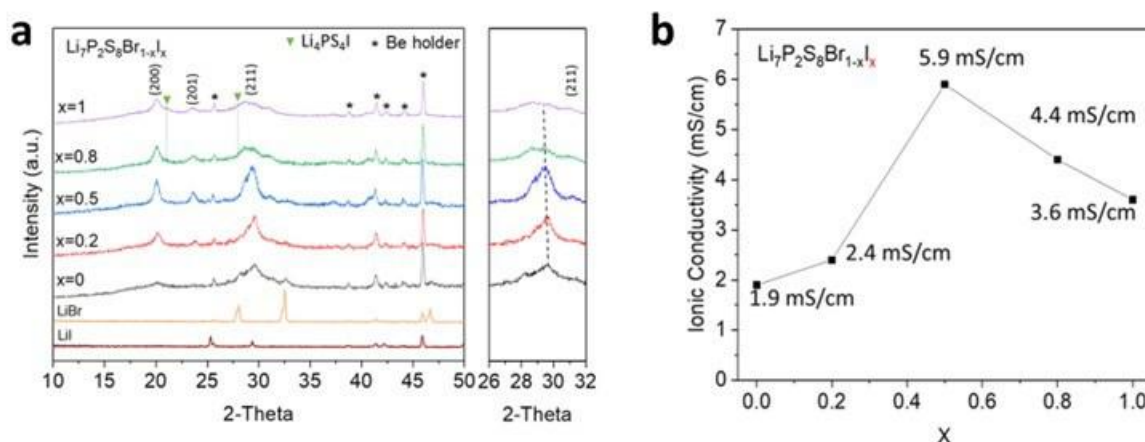 a
Li₇P₂S₈Br₁₋ₓIₓ
▼ Li₄PS₄I
* Be holder
(200)
(201)
(211)
x=1
x=0.8
x=0.5
x=0.2
x=0
LiBr
LiI
Intensity (a.u.)
10 15 20 25 30 35 40 45 50
2-Theta
(211)
26 28 30 32
2-Theta
b
Li₇P₂S₈Br₁₋ₓIₓ
5.9 mS/cm
4.4 mS/cm
3.6 mS/cm
2.4 mS/cm
1.9 mS/cm
Ionic Conductivity (mS/cm)
7
6
5
4
3
2
1
0
0.0 0.2 0.4 0.6 0.8 1.0
X